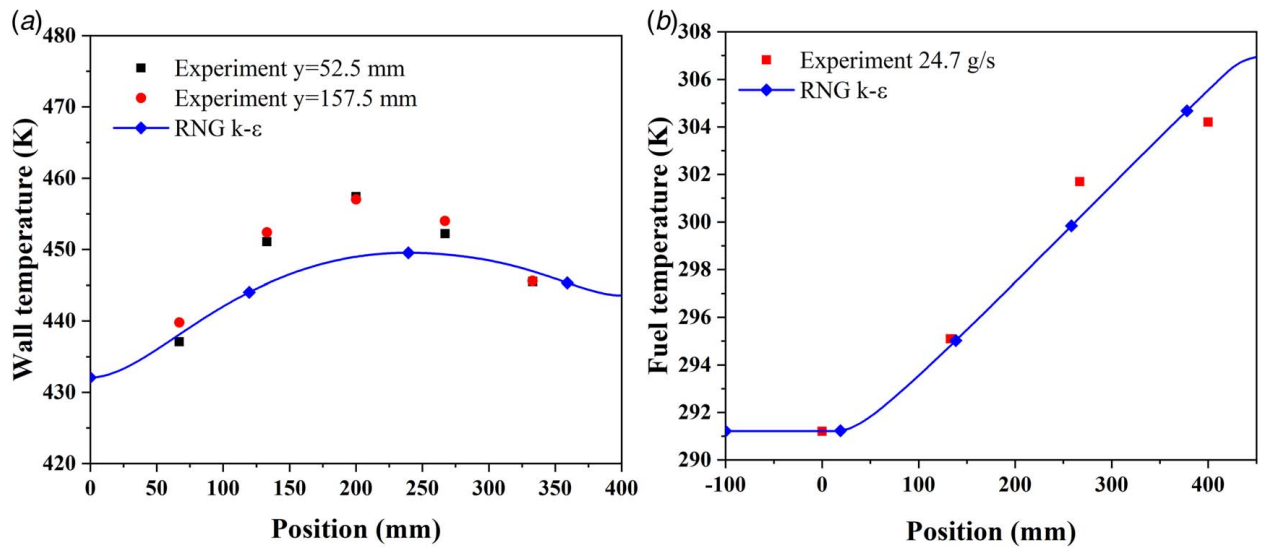 (a)
480
470
460
450
440
430
420
Wall temperature (K)
Experiment y=52.5 mm
Experiment y=157.5 mm
RNG k-ε
0 50 100 150 200 250 300 350 400
Position (mm)
(b)
308
306
304
302
300
298
296
294
292
290
Fuel temperature (K)
Experiment 24.7 g/s
RNG k-ε
-100 0 100 200 300 400
Position (mm)